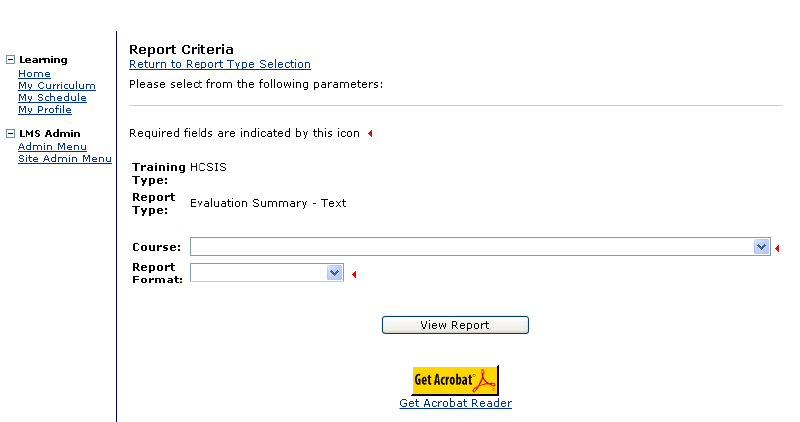 Learning
Home
My Curriculum
My Schedule
My Profile
LMS Admin
Admin Menu
Site Admin Menu
Report Criteria
Return to Report Type Selection
Please select from the following parameters:
Required fields are indicated by this icon
Training Type: HCSIS
Report Type: Evaluation Summary - Text
Course:
Report Format:
View Report
Get Acrobat
Get Acrobat Reader